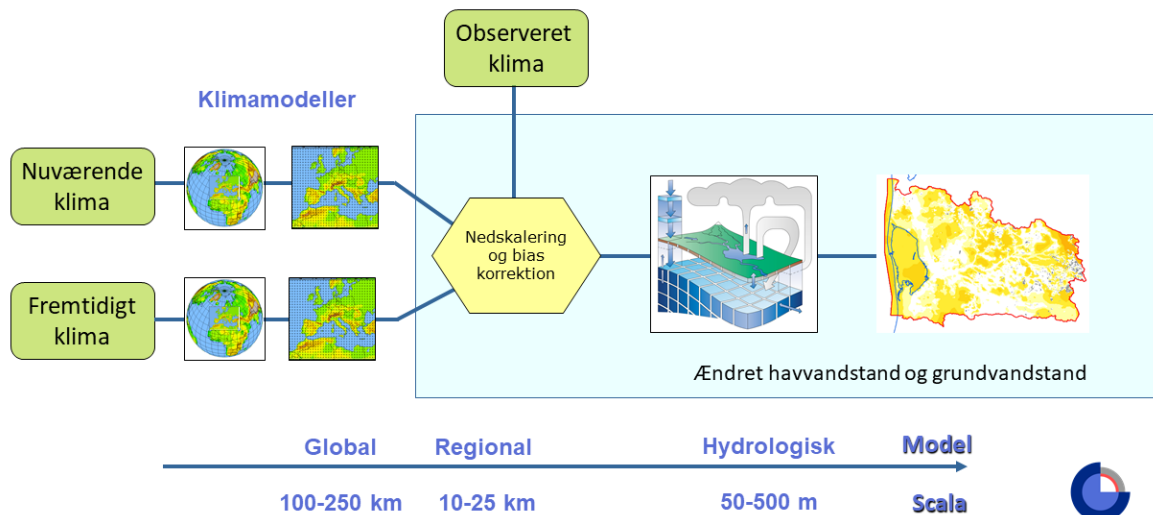 Observeret
klima
Klimamodeller
Nuværende
klima
Nedskalering
og bias
korrektion
Fremtidigt
klima
Ændret havvandstand og grundvandstand
Global Regional Hydrologisk Model
100-250 km 10-25 km 50-500 m Scala